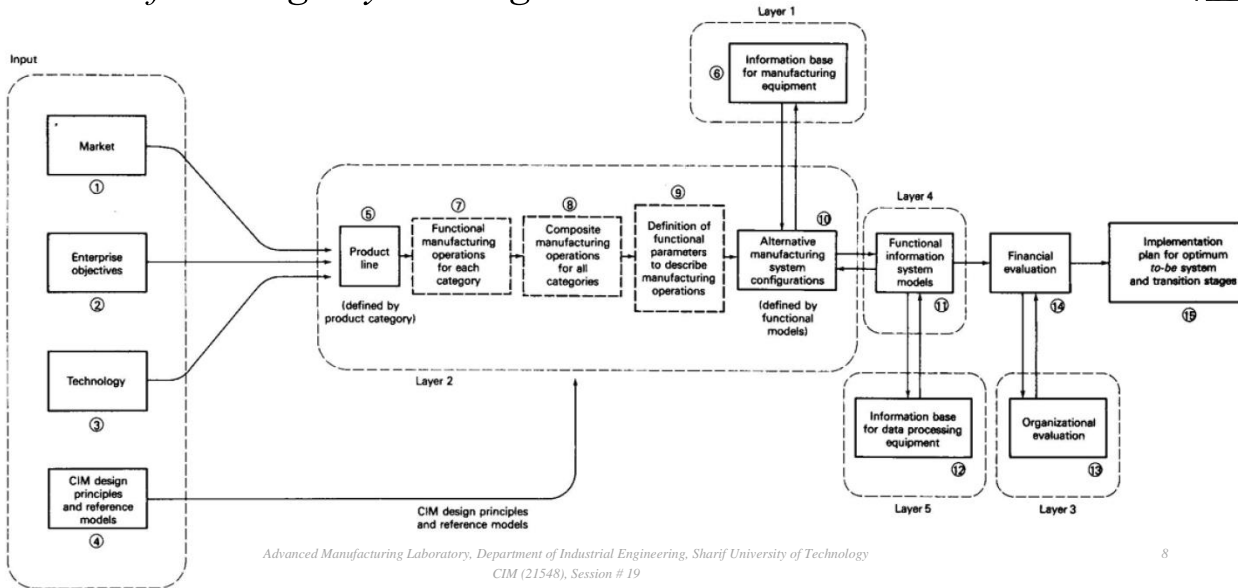 Layer 1
Input
⑥
Information base
for manufacturing
equipment
Market
①
Enterprise
objectives
②
Technology
③
CIM design
principles
and reference
models
④
⑤
Product
line
(defined by
product category)
⑦
Functional
manufacturing
operations
for each
category
⑧
Composite
manufacturing
operations
for all
categories
⑨
Definition of
functional
parameters
to describe
manufacturing
operations
⑩
Alternative
manufacturing
system
configurations
(defined by
functional
models)
Layer 2
CIM design principles
and reference models
Layer 4
Functional
information
system
models
⑪
Financial
evaluation
⑭
Implementation
plan for optimum
to-be system
and transition stages
⑮
Information base
for data processing
equipment
⑫
Layer 5
Organizational
evaluation
⑬
Layer 3
Advanced Manufacturing Laboratory, Department of Industrial Engineering, Sharif University of Technology
CIM (21548), Session # 19
8